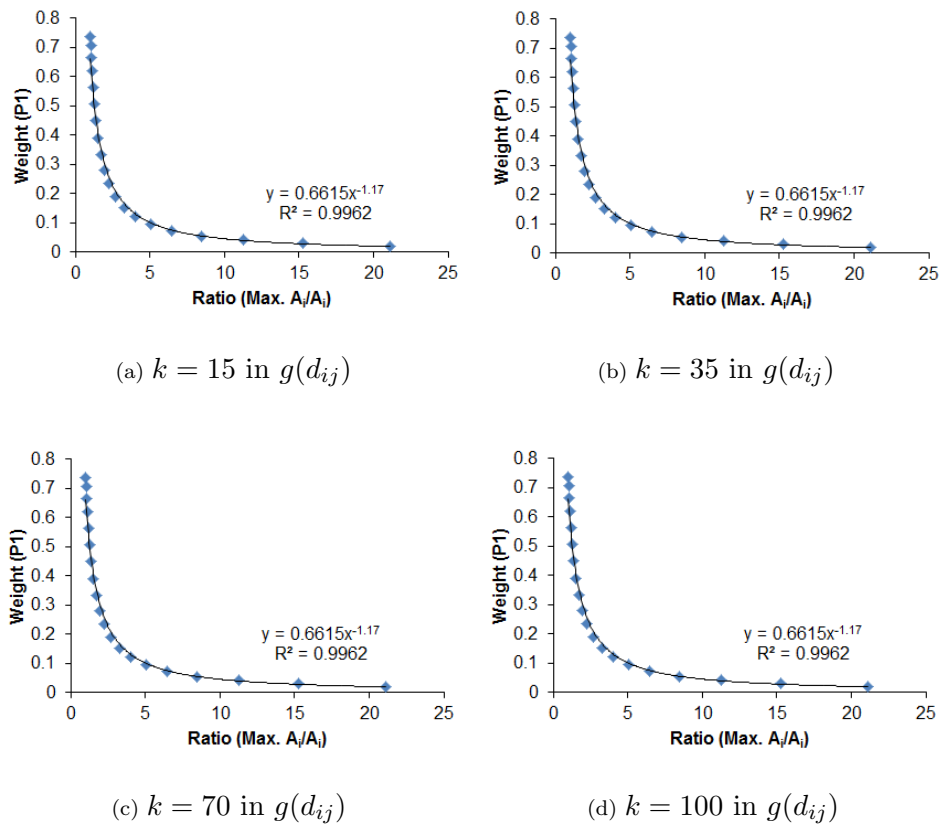 0.8
0.7
0.6
0.5
0.4
0.3
0.2
0.1
0
Weight (P1)
y = 0.6615x^-1.17
R² = 0.9962
0 5 10 15 20 25
Ratio (Max. Aᵢ/Aᵢ)
(a) k = 15 in g(d_{ij})
0.8
0.7
0.6
0.5
0.4
0.3
0.2
0.1
0
Weight (P1)
y = 0.6615x^-1.17
R² = 0.9962
0 5 10 15 20 25
Ratio (Max. Aᵢ/Aᵢ)
(b) k = 35 in g(d_{ij})
0.8
0.7
0.6
0.5
0.4
0.3
0.2
0.1
0
Weight (P1)
y = 0.6615x^-1.17
R² = 0.9962
0 5 10 15 20 25
Ratio (Max. Aᵢ/Aᵢ)
(c) k = 70 in g(d_{ij})
0.8
0.7
0.6
0.5
0.4
0.3
0.2
0.1
0
Weight (P1)
y = 0.6615x^-1.17
R² = 0.9962
0 5 10 15 20 25
Ratio (Max. Aᵢ/Aᵢ)
(d) k = 100 in g(d_{ij})